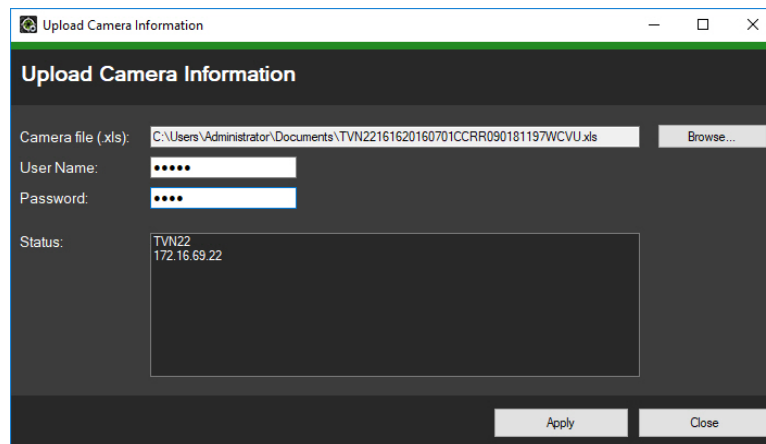 Upload Camera Information
Upload Camera Information
Camera file (.xls): C:\Users\Administrator\Documents\TVN22161620160701CCRR090181197WCVU.xls Browse...
User Name: •••••
Password: ••••
Status: TVN22
172.16.69.22
Apply Close